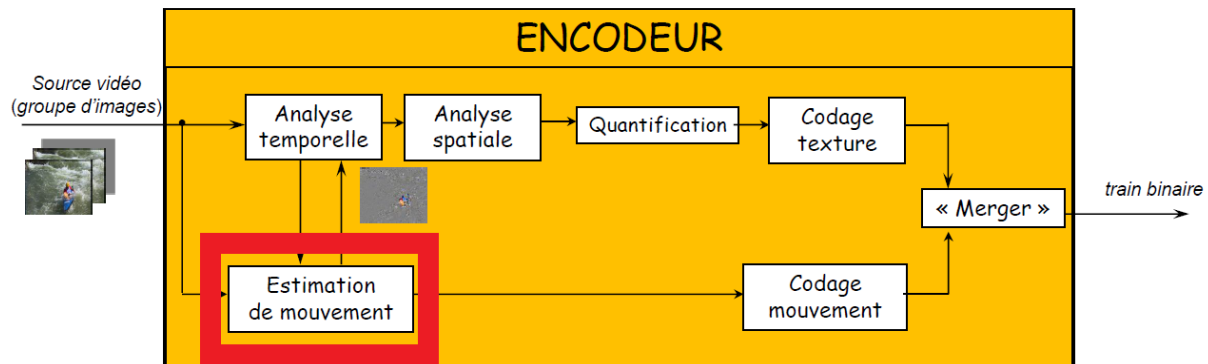 ENCODEUR
Source vidéo
(groupe d'images)
Analyse
temporelle
Analyse
spatiale
Quantification
Codage
texture
« Merger »
train binaire
Estimation
de mouvement
Codage
mouvement